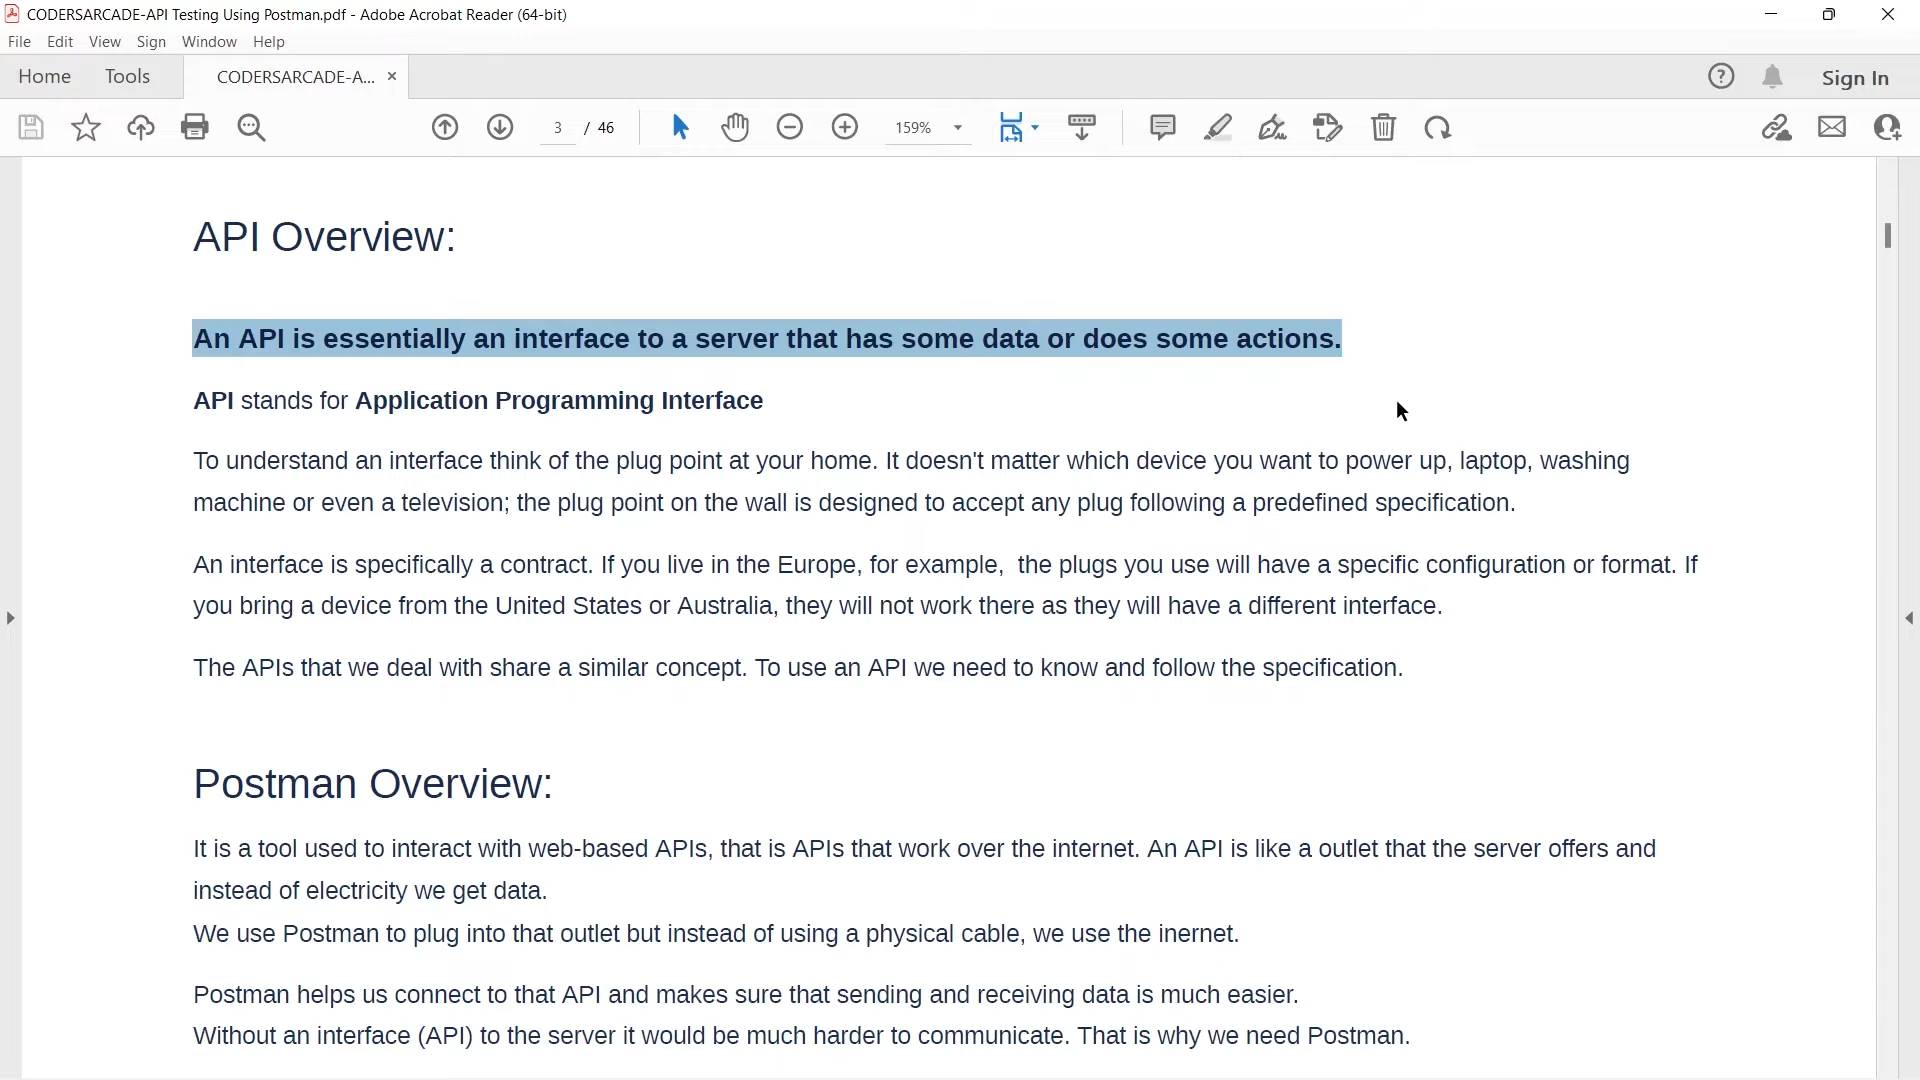 CODERSARCADE-API Testing Using Postman.pdf - Adobe Acrobat Reader (64-bit)
File Edit View Sign Window Help
Home Tools CODERSARCADE-A... × Sign In
3 / 46 159%
API Overview:
An API is essentially an interface to a server that has some data or does some actions.
API stands for Application Programming Interface
To understand an interface think of the plug point at your home. It doesn't matter which device you want to power up, laptop, washing
machine or even a television; the plug point on the wall is designed to accept any plug following a predefined specification.
An interface is specifically a contract. If you live in the Europe, for example,  the plugs you use will have a specific configuration or format. If
you bring a device from the United States or Australia, they will not work there as they will have a different interface.
The APIs that we deal with share a similar concept. To use an API we need to know and follow the specification.
Postman Overview:
It is a tool used to interact with web-based APIs, that is APIs that work over the internet. An API is like a outlet that the server offers and
instead of electricity we get data.
We use Postman to plug into that outlet but instead of using a physical cable, we use the inernet.
Postman helps us connect to that API and makes sure that sending and receiving data is much easier.
Without an interface (API) to the server it would be much harder to communicate. That is why we need Postman.